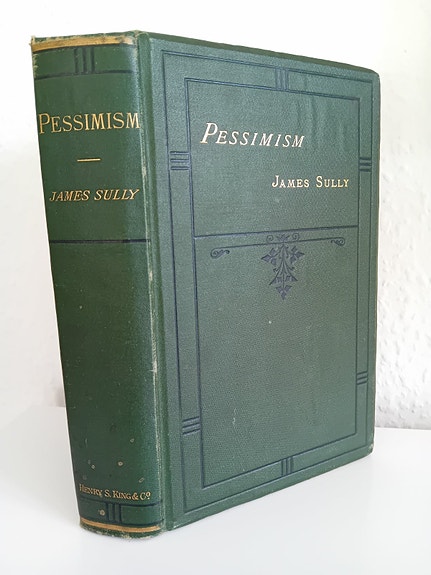 PESSIMISM
JAMES SULLY
HENRY S. KING & Co.
PESSIMISM
JAMES SULLY